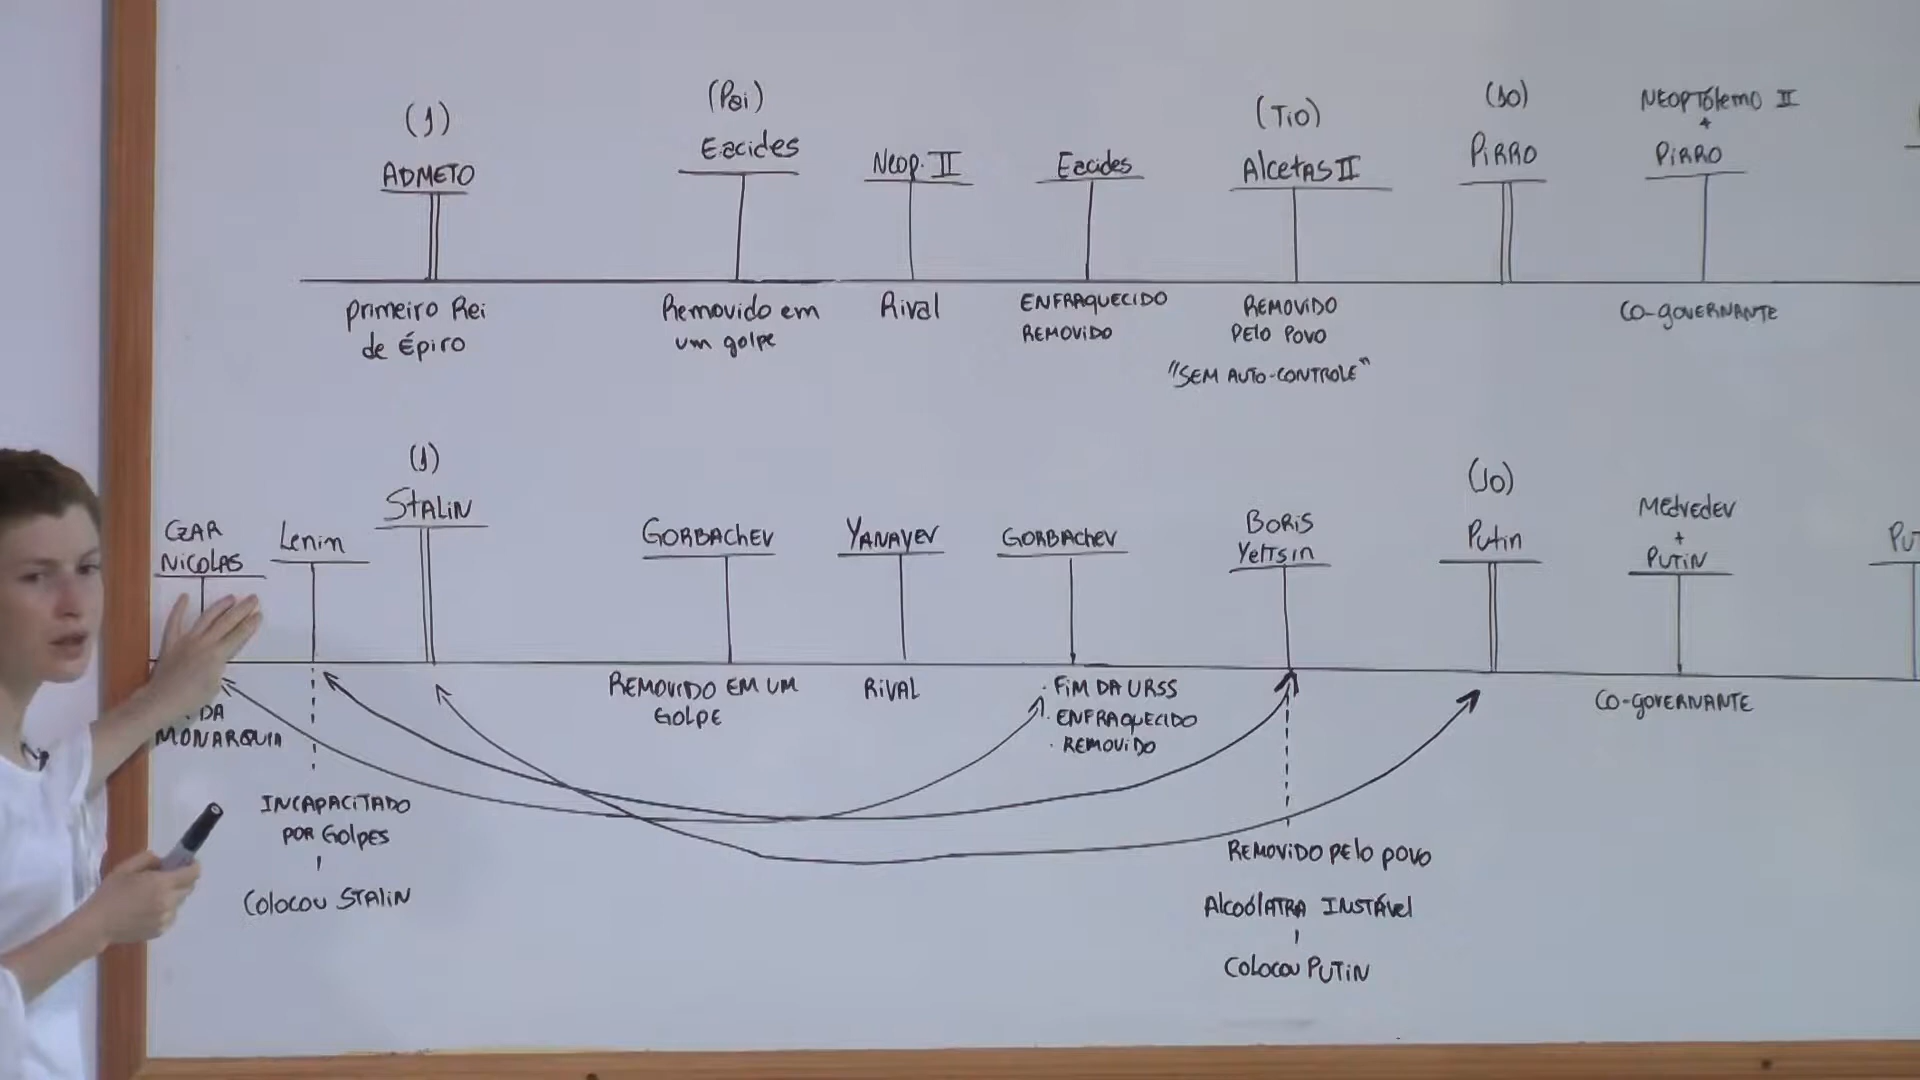 (1)
ADMETO
(Pai)
Eacides
Neop. II
Eacides
(Tio)
Alcetas II
(10)
PIRRO
NEOPTólemo II
+
PIRRO
primeiro Rei
de Épiro
Removido em
um golpe
Rival
ENFRAQUECIDO
REMOVIDO
REMOVIDO
PELO POVO
"SEM AUTO-CONTROLE"
CO-GOVERNANTE
CZAR
NICOLAS
Lenin
(1)
STALIN
GORBACHEV
YANAYEV
GORBACHEV
BORIS
YELTSIN
(10)
Putin
MEDVEDEV
+
PUTIN
PUT
DA
MONARQUIA
INCAPACITADO
POR GOLPES
COLOCOU STALIN
REMOVIDO EM UM
GOLPE
RIVAL
· FIM DA URSS
· ENFRAQUECIDO
· REMOVIDO
REMOVIDO PELO POVO
ALCOÓLATRA INSTÁVEL
COLOCOU PUTIN
CO-GOVERNANTE